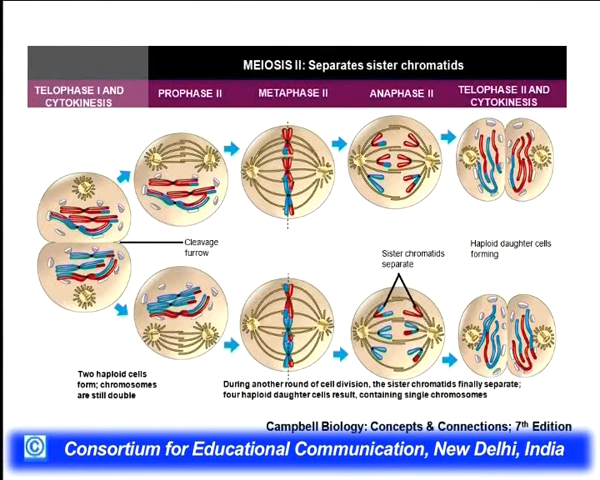 MEIOSIS II: Separates sister chromatids
TELOPHASE I AND
CYTOKINESIS
PROPHASE II
METAPHASE II
ANAPHASE II
TELOPHASE II AND
CYTOKINESIS
Cleavage
furrow
Sister chromatids
separate
Haploid daughter cells
forming
Two haploid cells
form; chromosomes
are still double
During another round of cell division, the sister chromatids finally separate;
four haploid daughter cells result, containing single chromosomes
Campbell Biology: Concepts & Connections; 7th Edition
© Consortium for Educational Communication, New Delhi, India